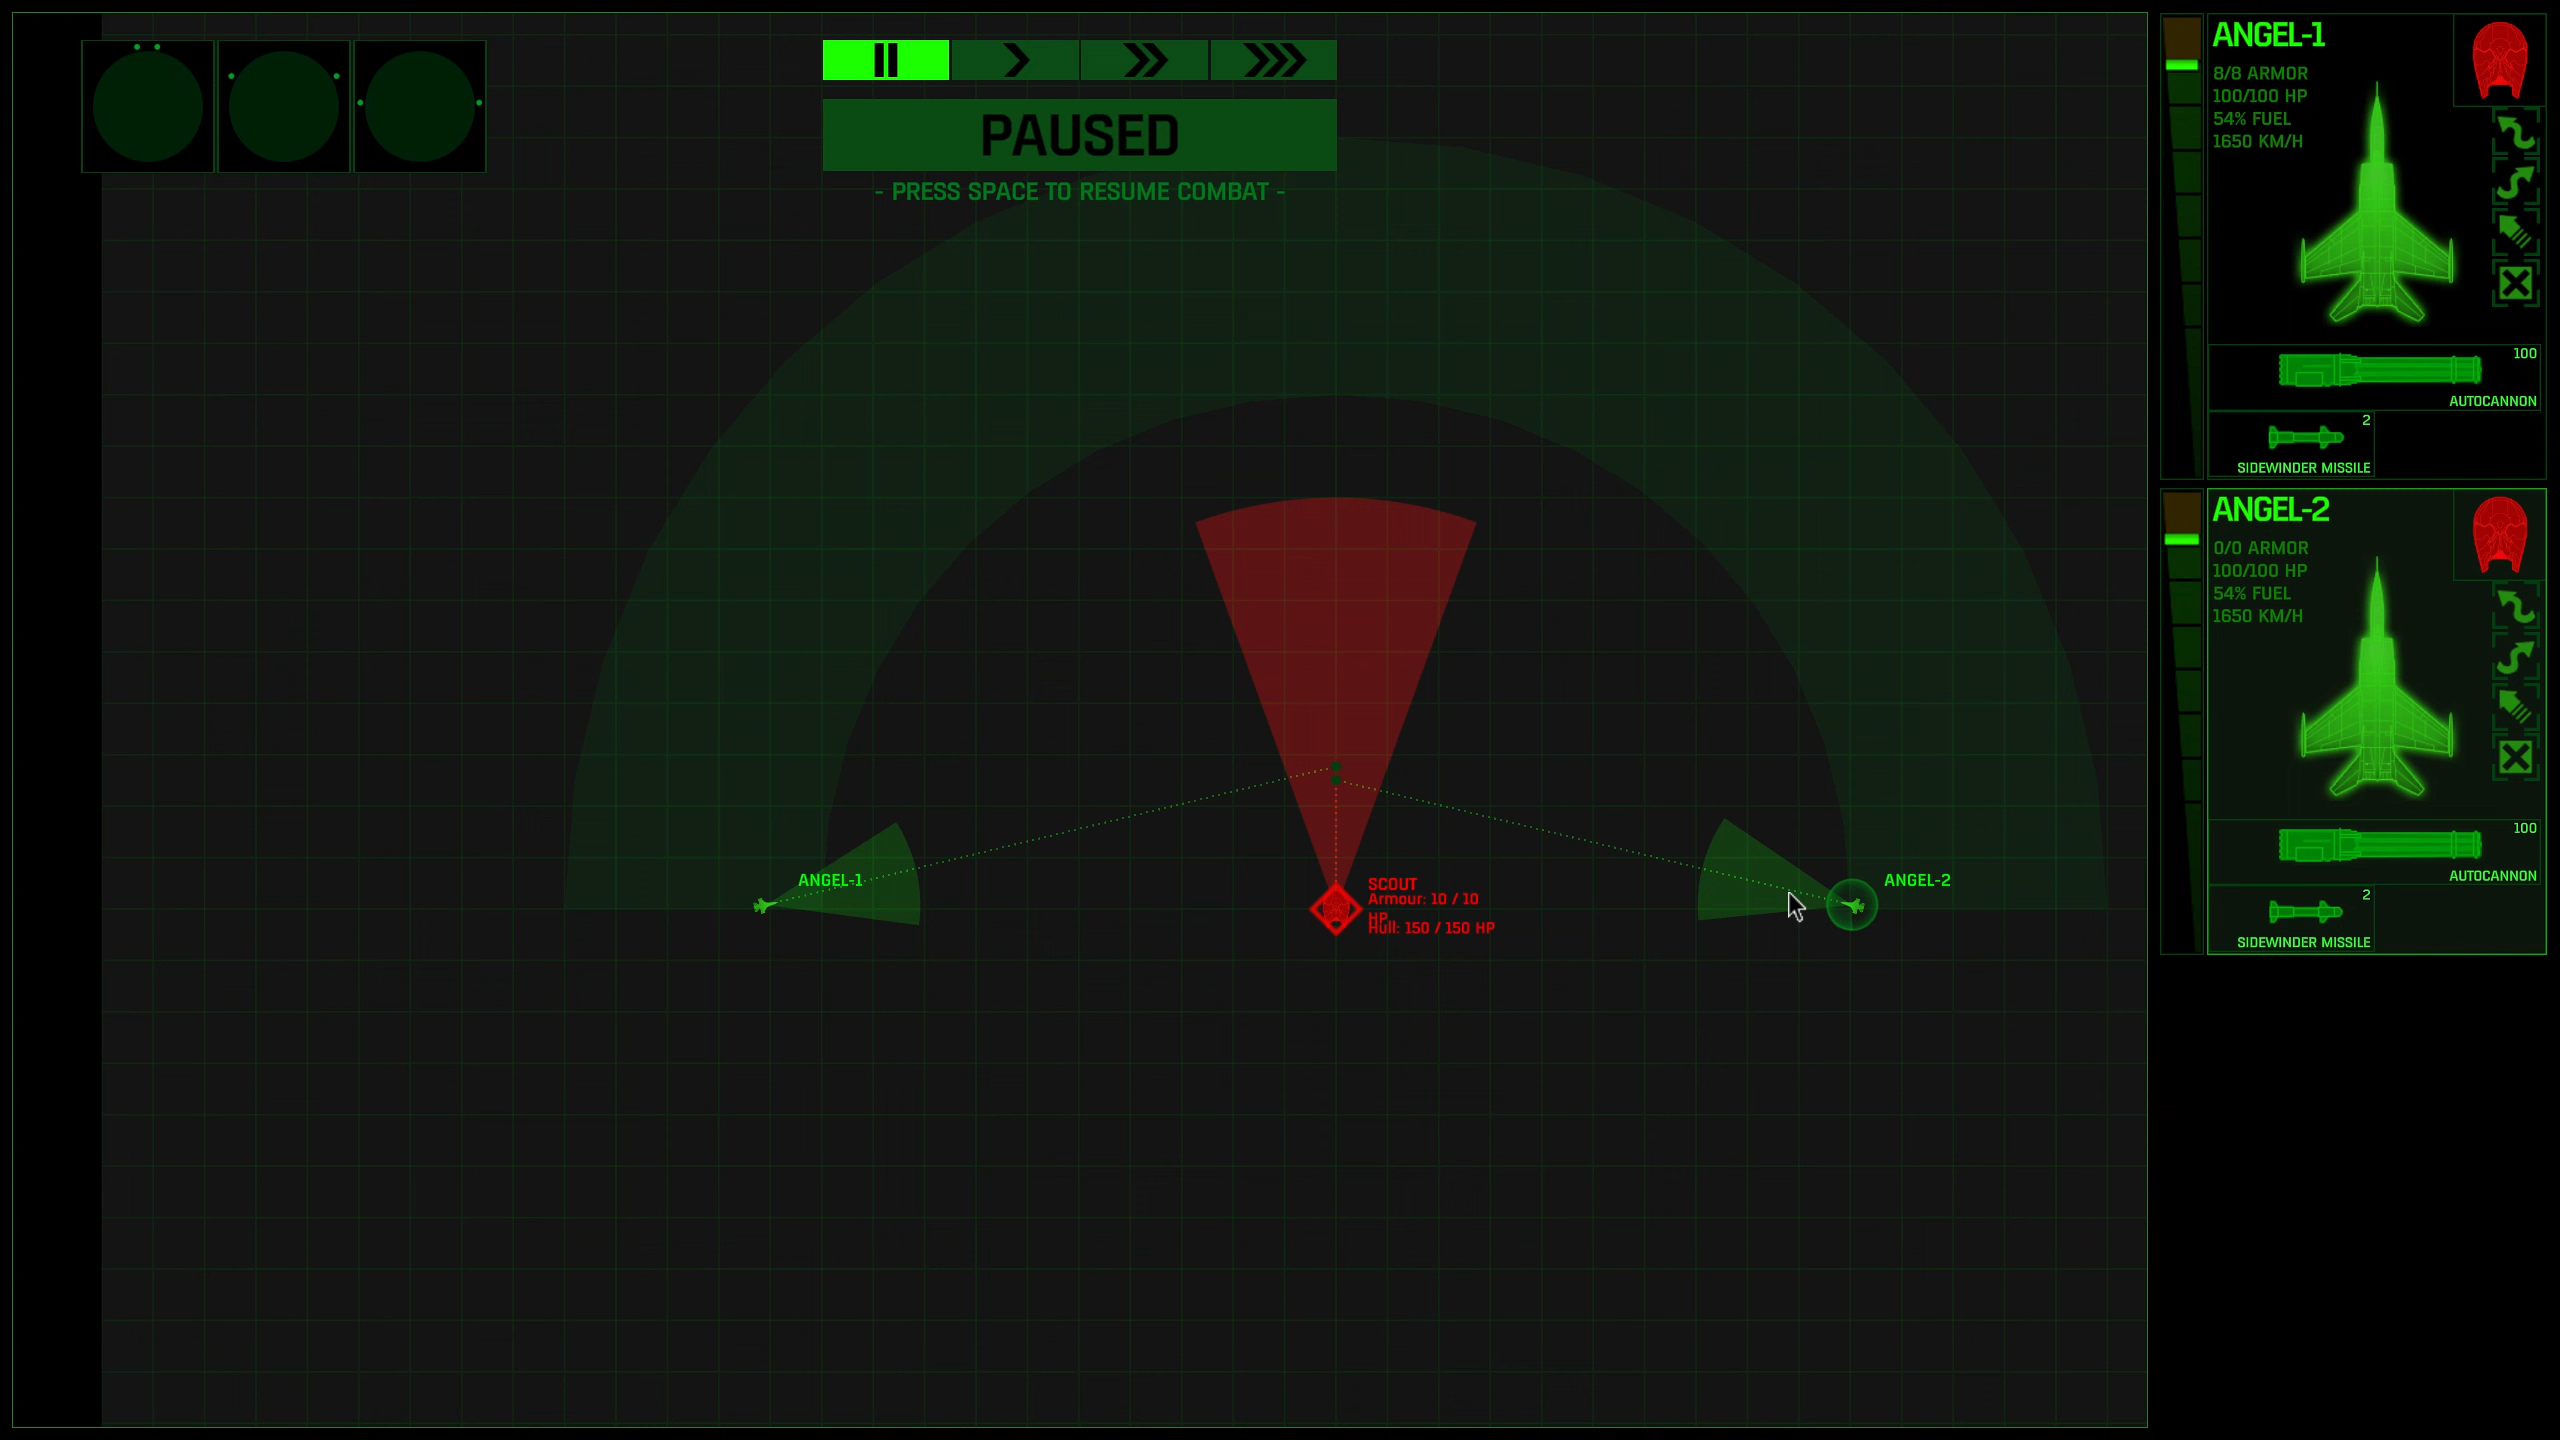 PAUSED
- PRESS SPACE TO RESUME COMBAT -
ANGEL-1
ANGEL-2
SCOUT
Armour: 10 / 10
HP
Hull: 150 / 150 HP
ANGEL-1
8/8 ARMOR
100/100 HP
54% FUEL
1650 KM/H
100
AUTOCANNON
2
SIDEWINDER MISSILE
ANGEL-2
0/0 ARMOR
100/100 HP
54% FUEL
1650 KM/H
100
AUTOCANNON
2
SIDEWINDER MISSILE